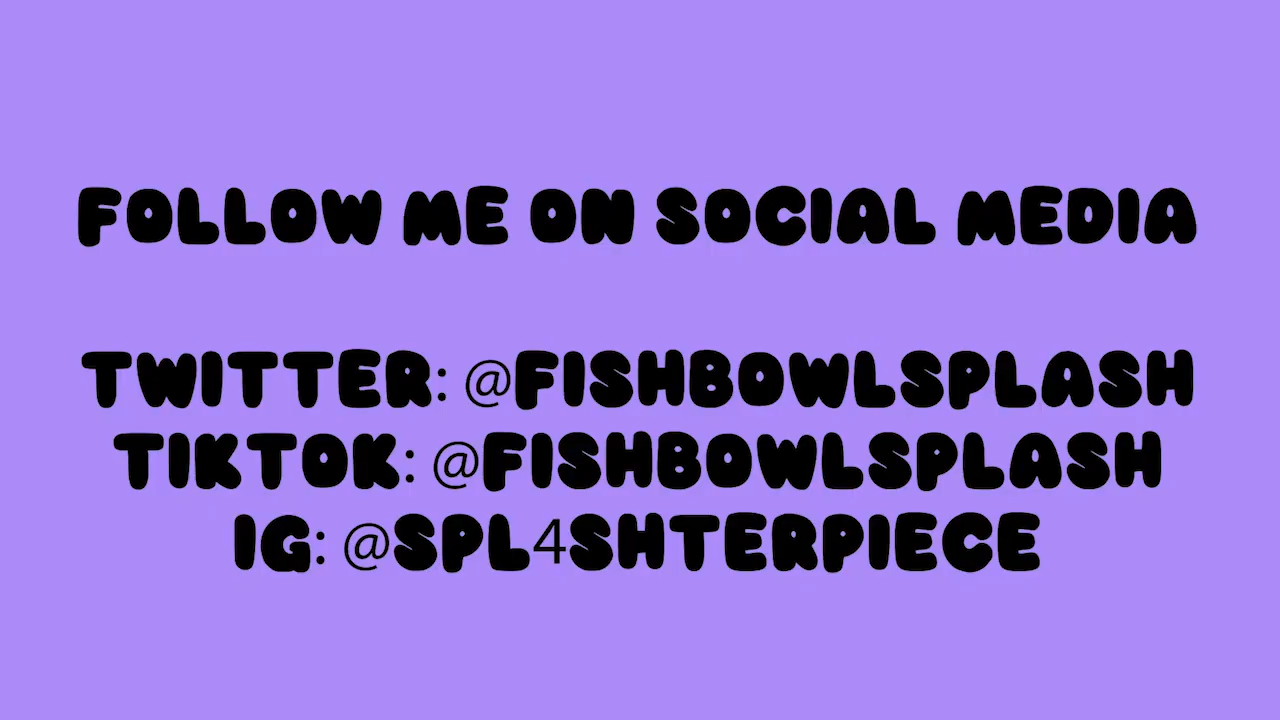 FOLLOW ME ON SOCIAL MEDIA
TWITTER: @FISHBOWLSPLASH
TIKTOK: @FISHBOWLSPLASH
IG: @SPL4SHTERPIECE